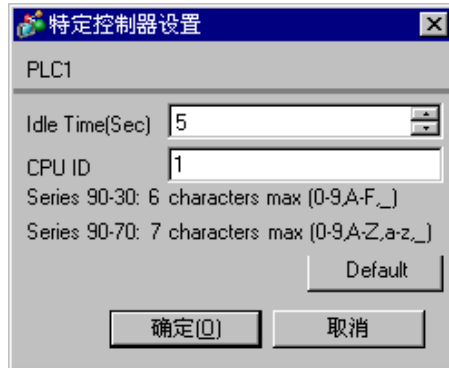 特定控制器设置
PLC1
Idle Time(Sec) 5
CPU ID 1
Series 90-30: 6 characters max (0-9,A-F,_)
Series 90-70: 7 characters max (0-9,A-Z,a-z,_)
Default
确定(O) 取消